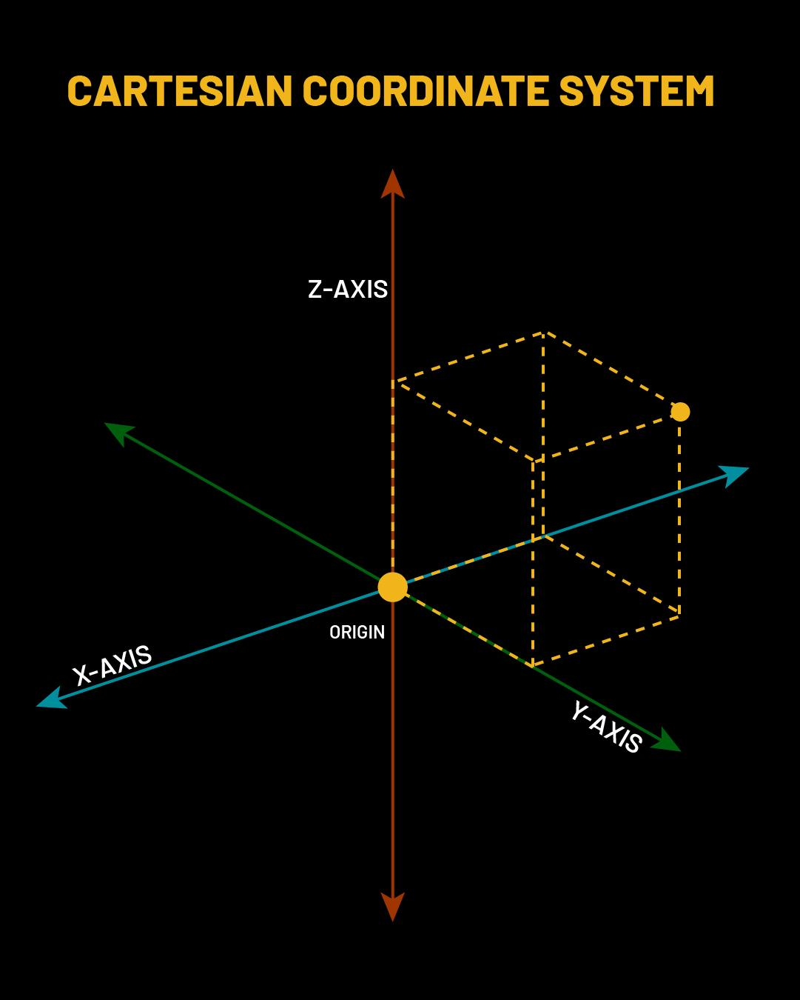 CARTESIAN COORDINATE SYSTEM
Z-AXIS
ORIGIN
X-AXIS
Y-AXIS